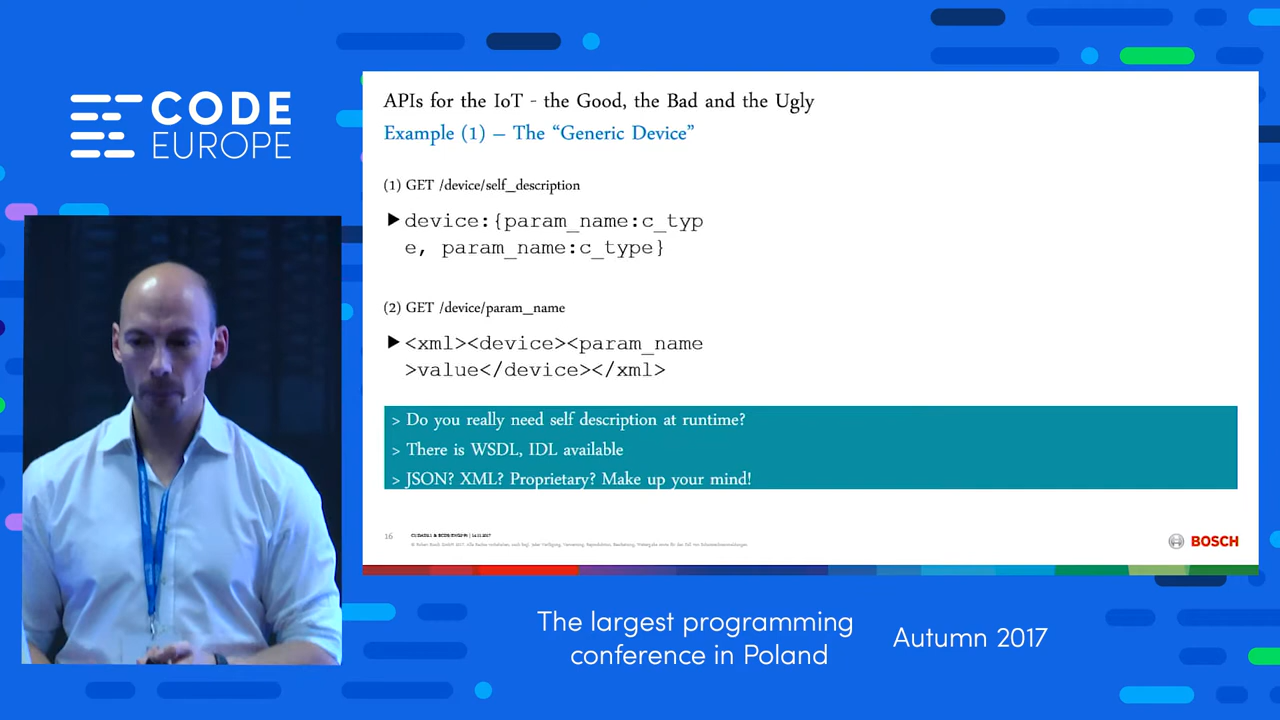 CODE
EUROPE
APIs for the IoT - the Good, the Bad and the Ugly
Example (1) – The “Generic Device”
(1) GET /device/self_description
►device:{param_name:c_typ
e, param_name:c_type}
(2) GET /device/param_name
►<xml><device><param_name
>value</device></xml>
> Do you really need self description at runtime?
> There is WSDL, IDL available
> JSON? XML? Proprietary? Make up your mind!
16
BOSCH
The largest programming
conference in Poland
Autumn 2017